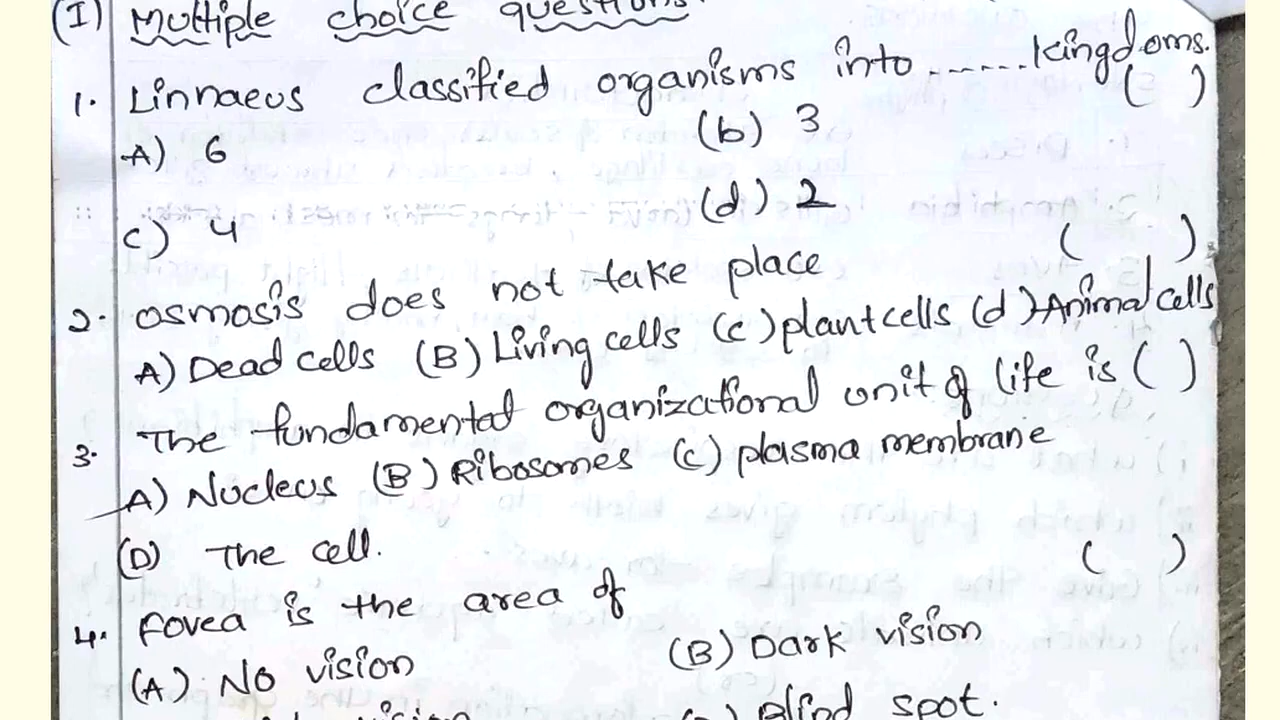 (I) Multiple choice questions.
1. Linnaeus classified organisms into ...... kingdoms. ( )
A) 6 (b) 3
C) 4 (d) 2
2. Osmosis does not take place ( )
A) Dead cells (B) Living cells (c) plant cells (d) Animal cells
3. The fundamental organizational unit of life is ( )
A) Nucleus (B) Ribosomes (c) plasma membrane
(D) The cell.
4. Fovea is the area of ( )
(A). No vision (B) Dark vision
vision Blind spot.